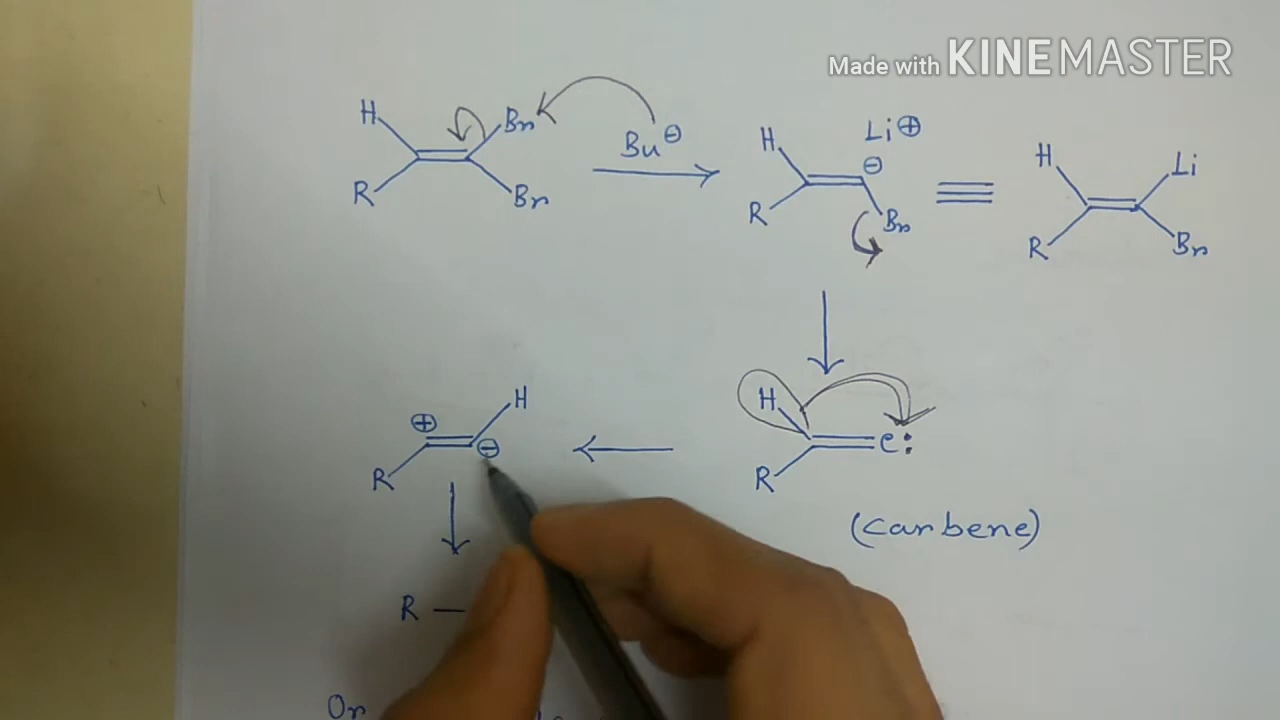 Made with KINEMASTER
H Br Bu⊖ H Li⊕ ⊖ H Li
R Br R Br ≡ R Br
⊕ H ⊖ H C:
R R
(carbene)
R —
Or